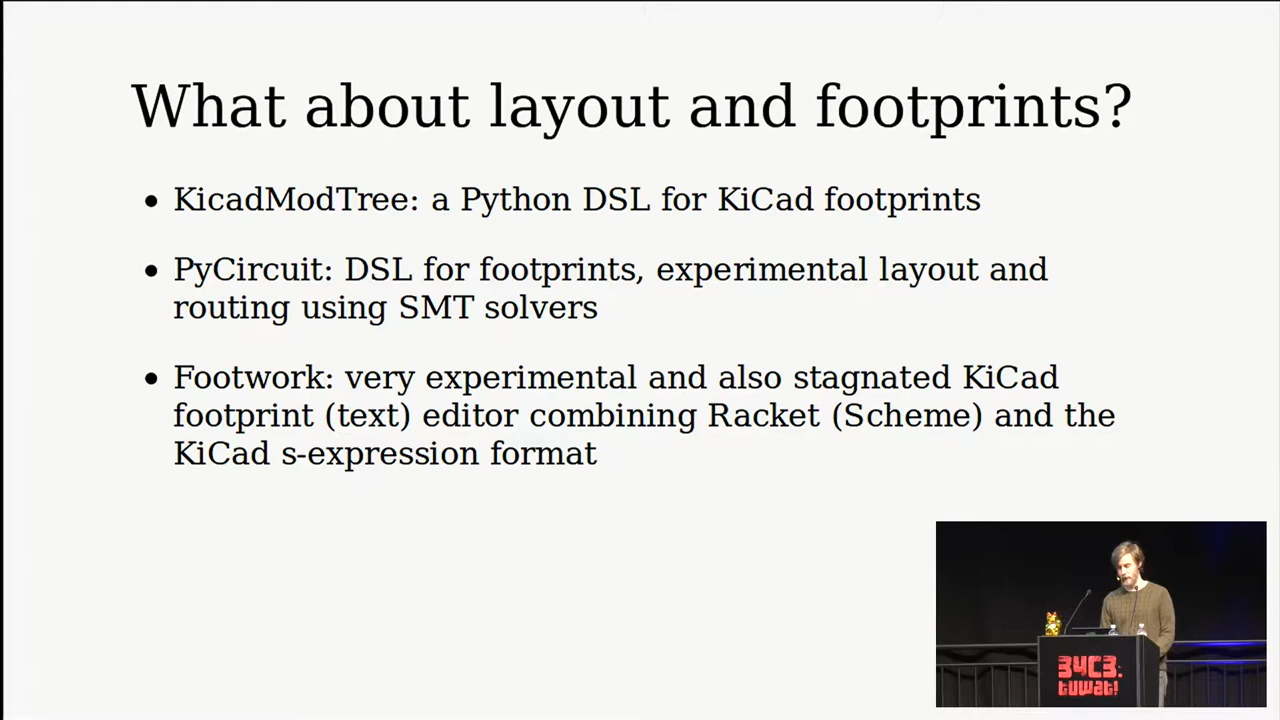 What about layout and footprints?
• KicadModTree: a Python DSL for KiCad footprints
• PyCircuit: DSL for footprints, experimental layout and
routing using SMT solvers
• Footwork: very experimental and also stagnated KiCad
footprint (text) editor combining Racket (Scheme) and the
KiCad s-expression format
34C3:
tuwat!